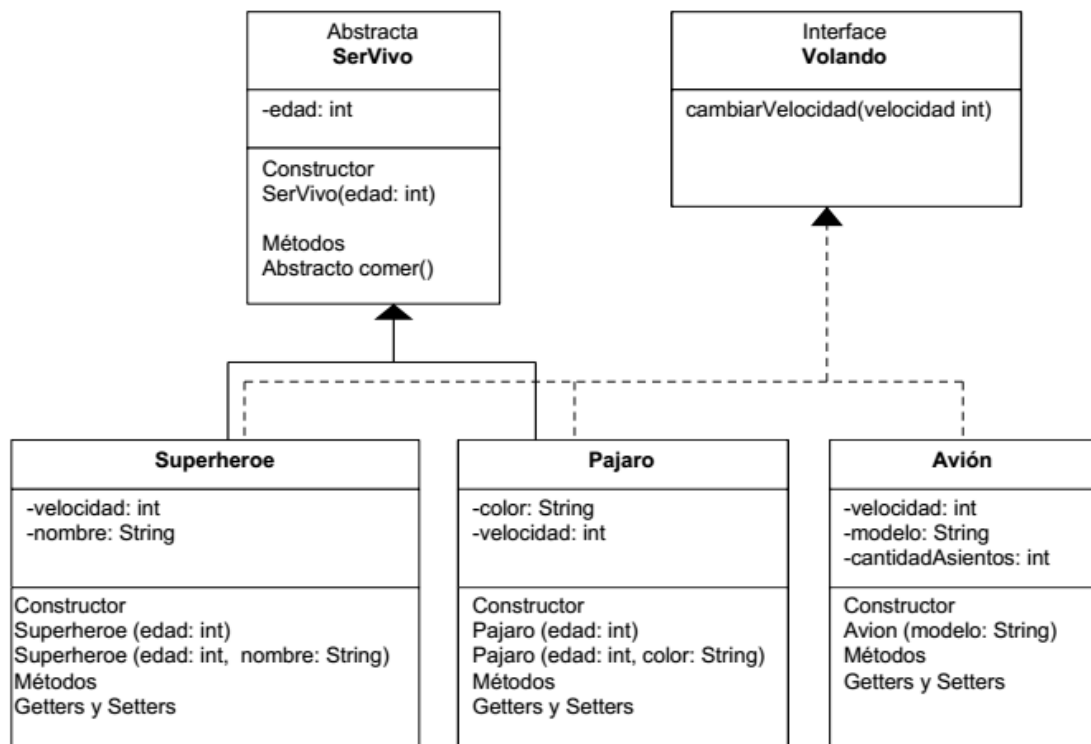 Abstracta
SerVivo
-edad: int
Constructor
SerVivo(edad: int)
Métodos
Abstracto comer()
Interface
Volando
cambiarVelocidad(velocidad int)
Superheroe
-velocidad: int
-nombre: String
Constructor
Superheroe (edad: int)
Superheroe (edad: int, nombre: String)
Métodos
Getters y Setters
Pajaro
-color: String
-velocidad: int
Constructor
Pajaro (edad: int)
Pajaro (edad: int, color: String)
Métodos
Getters y Setters
Avión
-velocidad: int
-modelo: String
-cantidadAsientos: int
Constructor
Avion (modelo: String)
Métodos
Getters y Setters